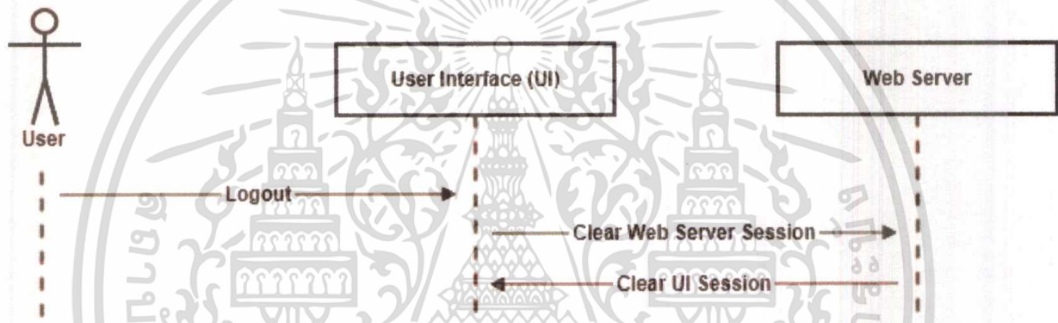 User Interface (UI)
Web Server
User
Logout
Clear Web Server Session
Clear UI Session